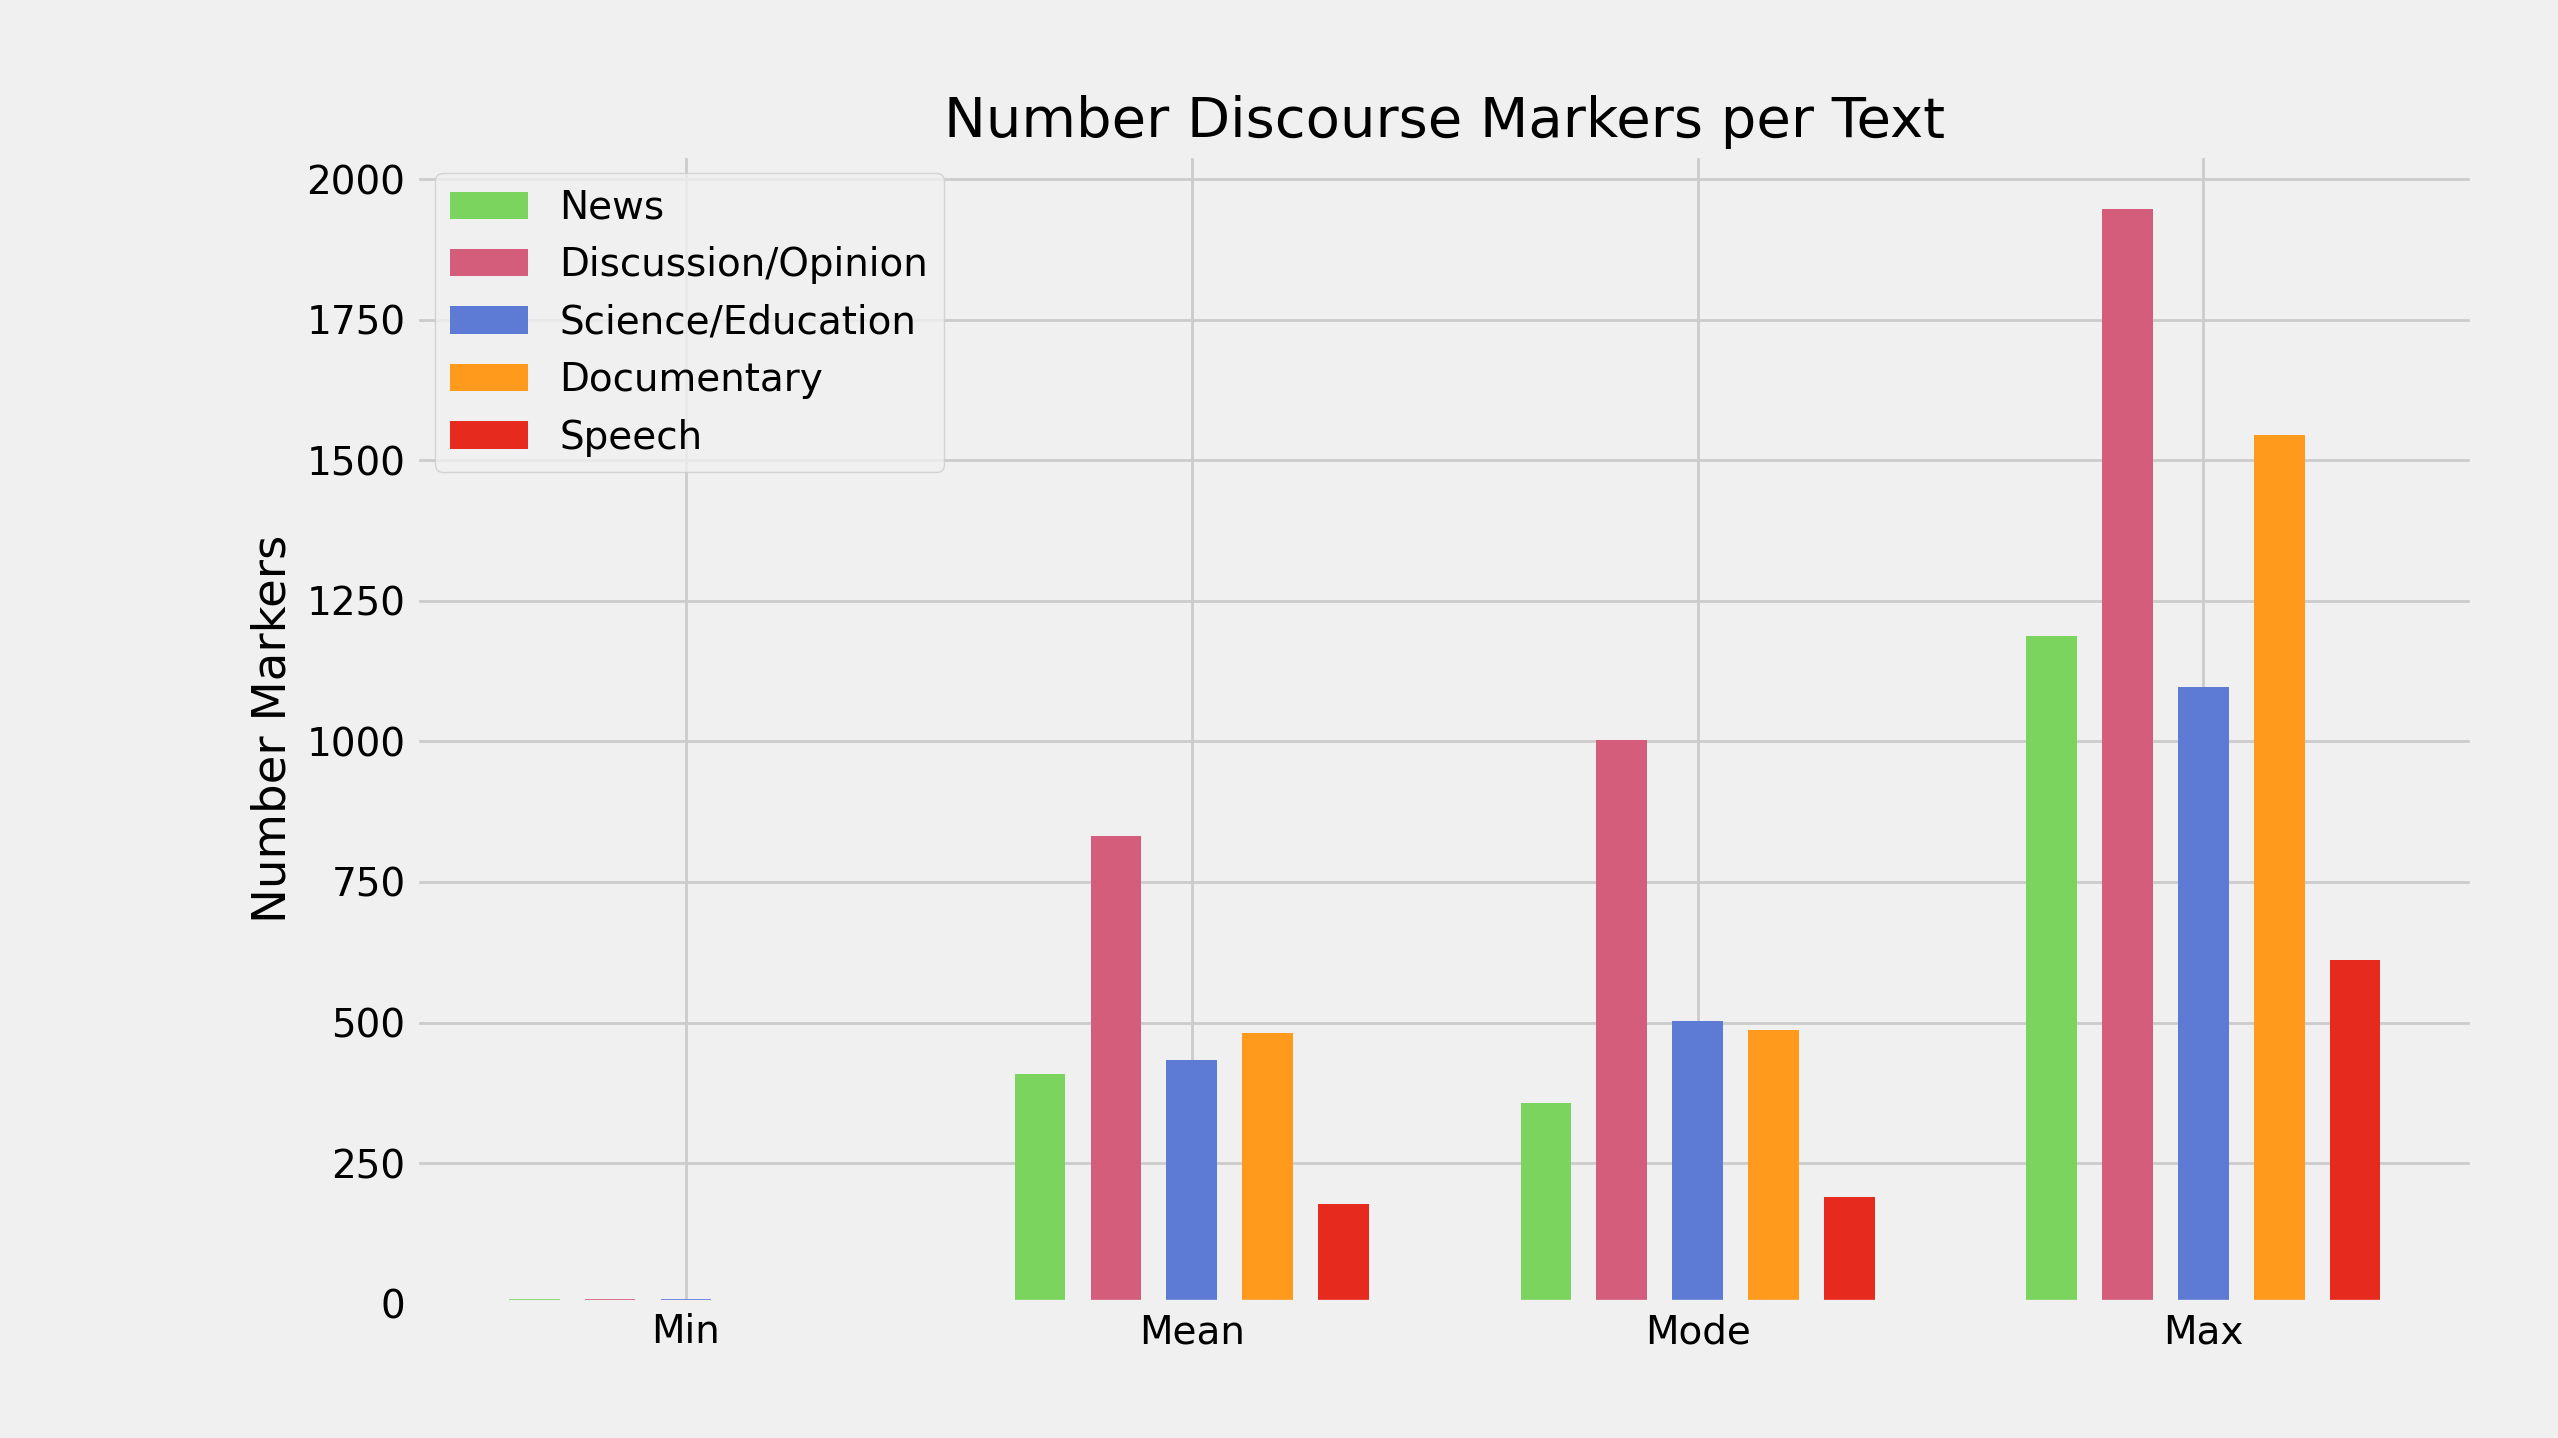 Number Discourse Markers per Text
Number Markers
2000
1750
1500
1250
1000
750
500
250
0
News
Discussion/Opinion
Science/Education
Documentary
Speech
Min
Mean
Mode
Max